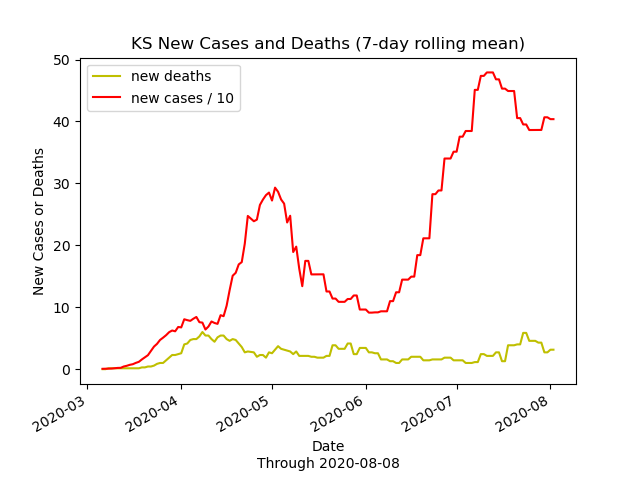 KS New Cases and Deaths (7-day rolling mean)
new deaths
new cases / 10
New Cases or Deaths
50
40
30
20
10
0
2020-03
2020-04
2020-05
2020-06
2020-07
2020-08
Date
Through 2020-08-08